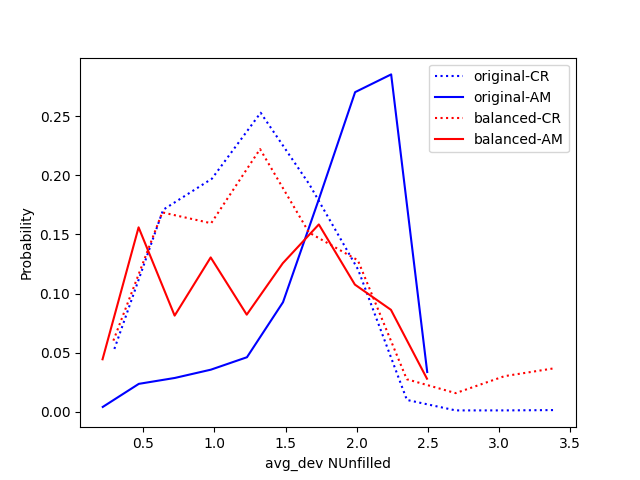 original-CR
original-AM
balanced-CR
balanced-AM
Probability
0.25
0.20
0.15
0.10
0.05
0.00
0.5 1.0 1.5 2.0 2.5 3.0 3.5
avg_dev NUnfilled